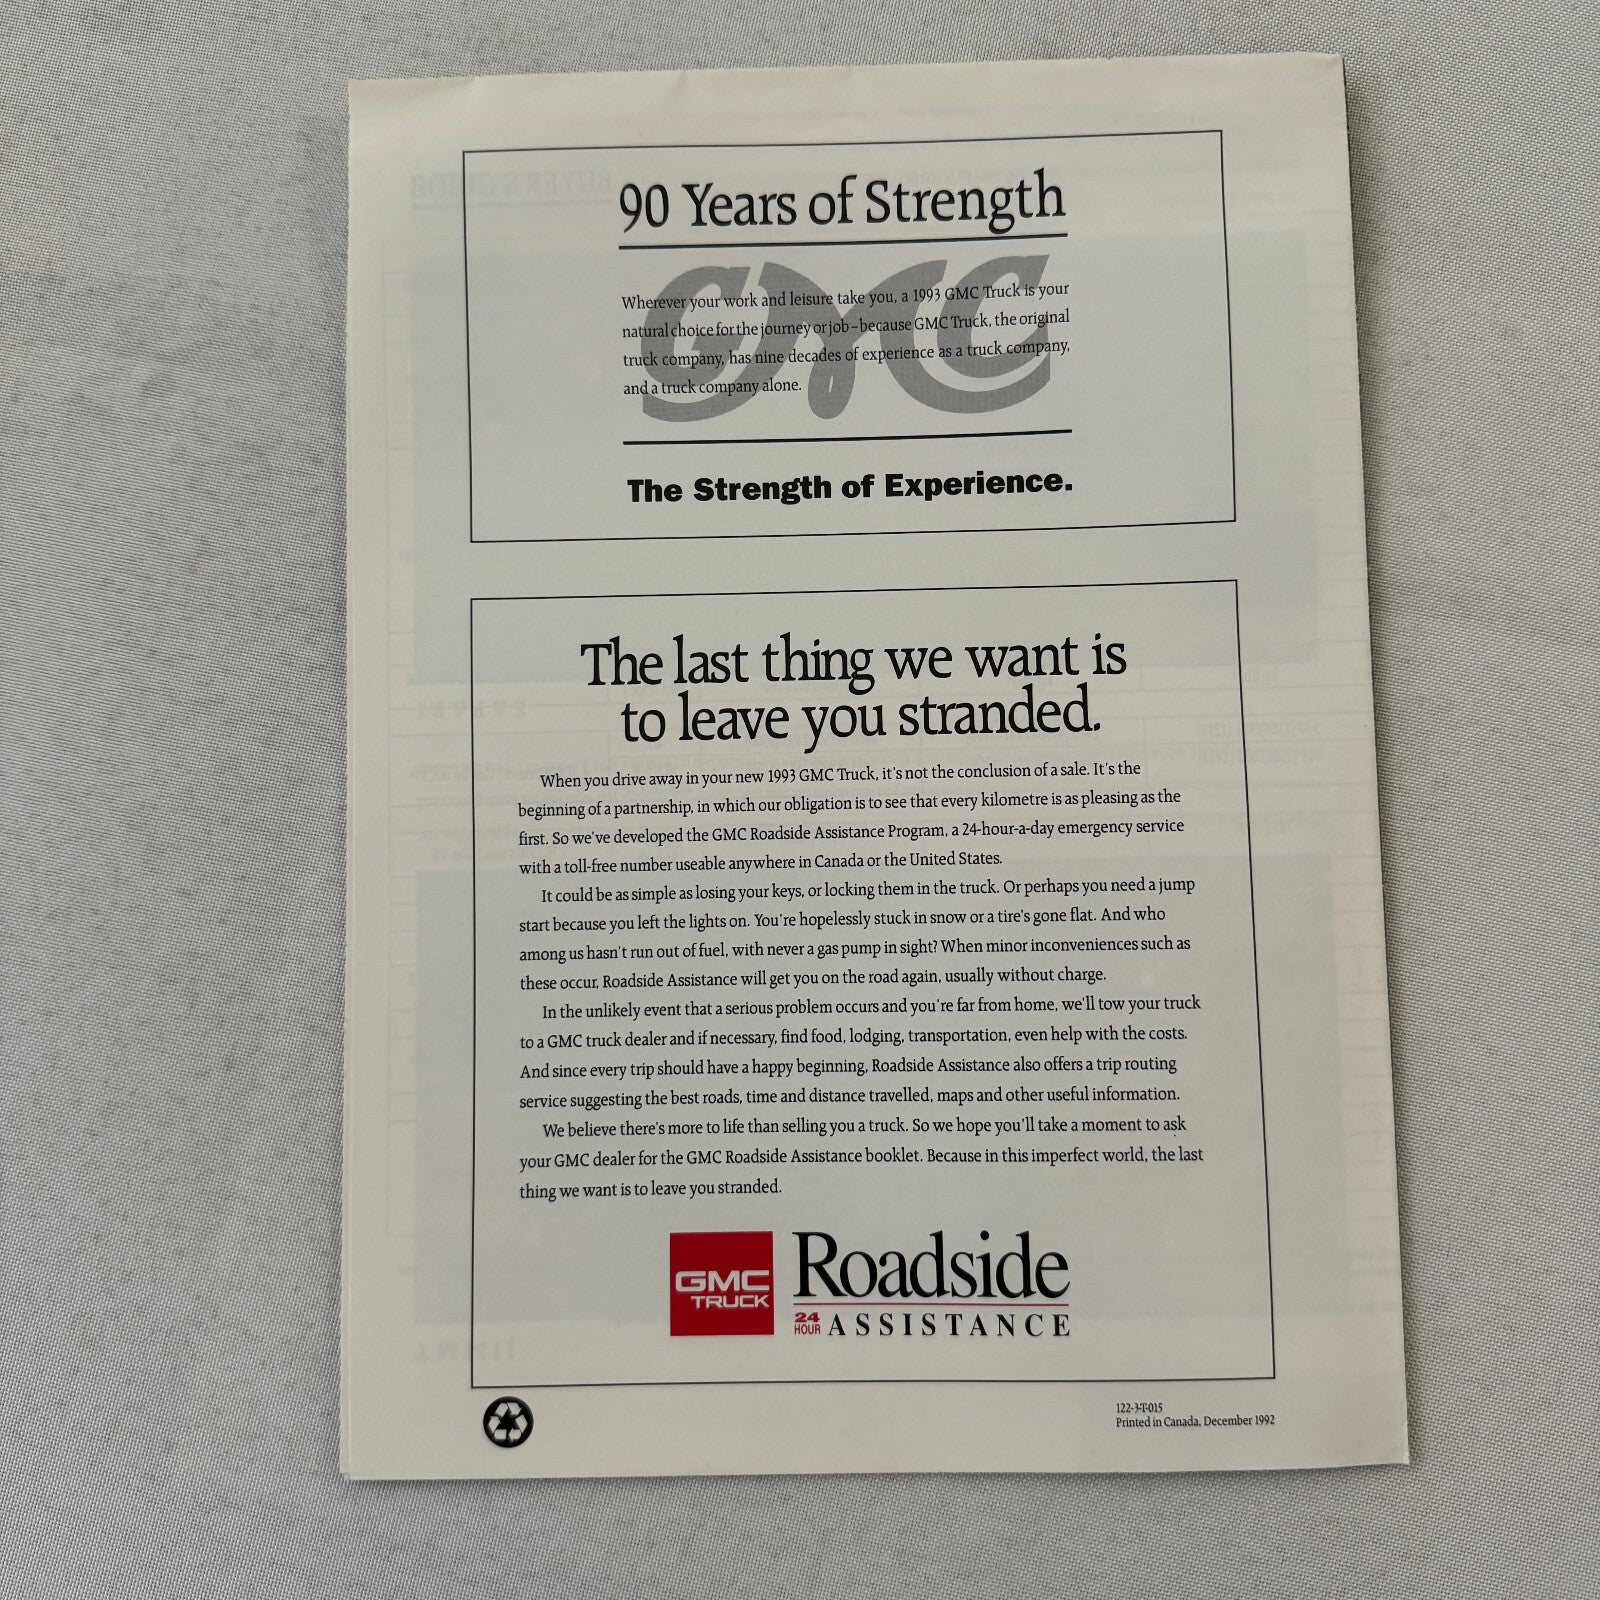 90 Years of Strength
GMC
Wherever your work and leisure take you, a 1993 GMC Truck is your
natural choice for the journey or job–because GMC Truck, the original
truck company, has nine decades of experience as a truck company,
and a truck company alone.
The Strength of Experience.
The last thing we want is
to leave you stranded.
When you drive away in your new 1993 GMC Truck, it's not the conclusion of a sale. It's the
beginning of a partnership, in which our obligation is to see that every kilometre is as pleasing as the
first. So we've developed the GMC Roadside Assistance Program, a 24-hour-a-day emergency service
with a toll-free number useable anywhere in Canada or the United States.
It could be as simple as losing your keys, or locking them in the truck. Or perhaps you need a jump
start because you left the lights on. You're hopelessly stuck in snow or a tire's gone flat. And who
among us hasn't run out of fuel, with never a gas pump in sight? When minor inconveniences such as
these occur, Roadside Assistance will get you on the road again, usually without charge.
In the unlikely event that a serious problem occurs and you're far from home, we'll tow your truck
to a GMC truck dealer and if necessary, find food, lodging, transportation, even help with the costs.
And since every trip should have a happy beginning, Roadside Assistance also offers a trip routing
service suggesting the best roads, time and distance travelled, maps and other useful information.
We believe there's more to life than selling you a truck. So we hope you'll take a moment to ask
your GMC dealer for the GMC Roadside Assistance booklet. Because in this imperfect world, the last
thing we want is to leave you stranded.
GMC
TRUCK
Roadside
24
HOUR ASSISTANCE
122-3-T-015
Printed in Canada, December 1992